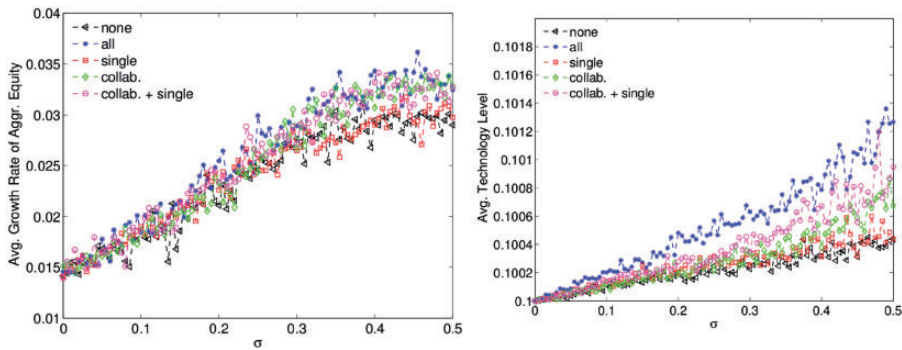 Avg. Growth Rate of Aggr. Equity
0.04
0.035
0.03
0.025
0.02
0.015
0.01
none
all
single
collab.
collab. + single
0
0.1
0.2
0.3
0.4
0.5
σ
Avg. Technology Level
0.1018
0.1016
0.1014
0.1012
0.101
0.1008
0.1006
0.1004
0.1002
0.1
none
all
single
collab.
collab. + single
0
0.1
0.2
0.3
0.4
0.5
σ